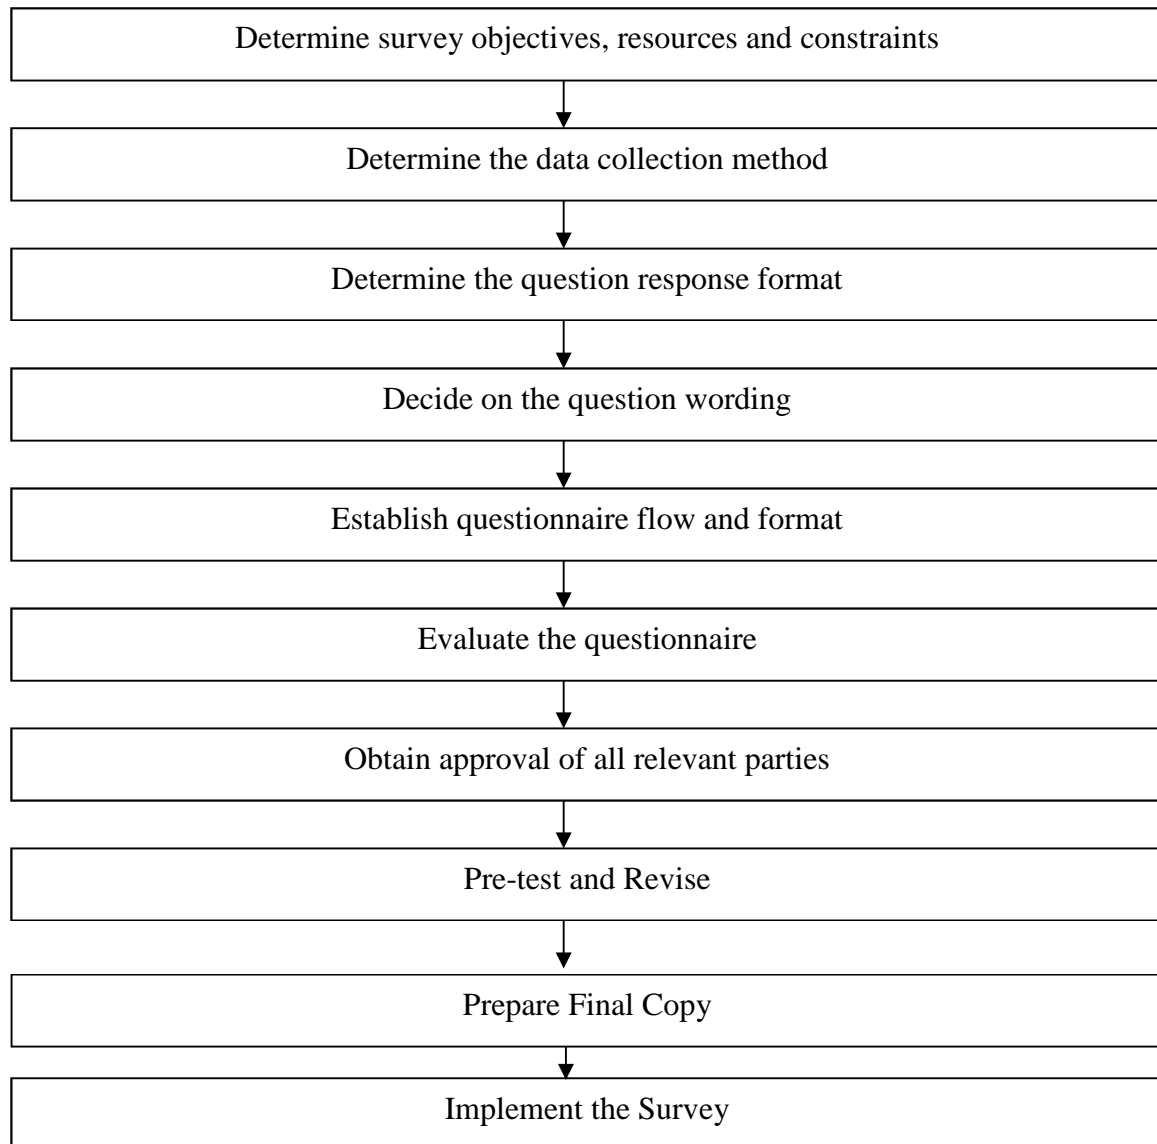 Determine survey objectives, resources and constraints
Determine the data collection method
Determine the question response format
Decide on the question wording
Establish questionnaire flow and format
Evaluate the questionnaire
Obtain approval of all relevant parties
Pre-test and Revise
Prepare Final Copy
Implement the Survey